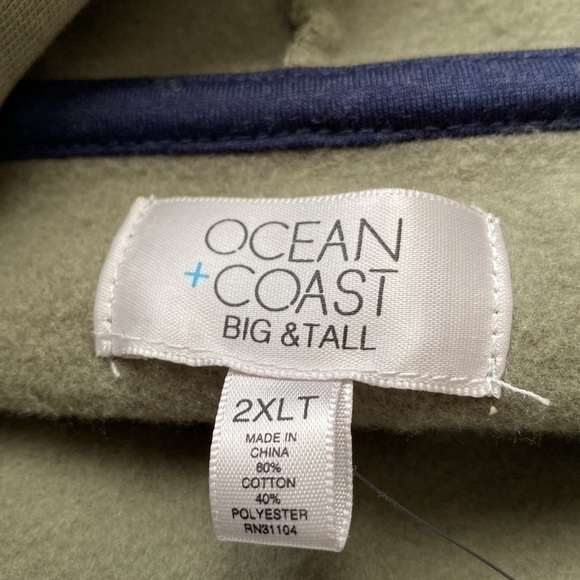 OCEAN
+COAST
BIG & TALL
2XLT
MADE IN
CHINA
60%
COTTON
40%
POLYESTER
RN31104